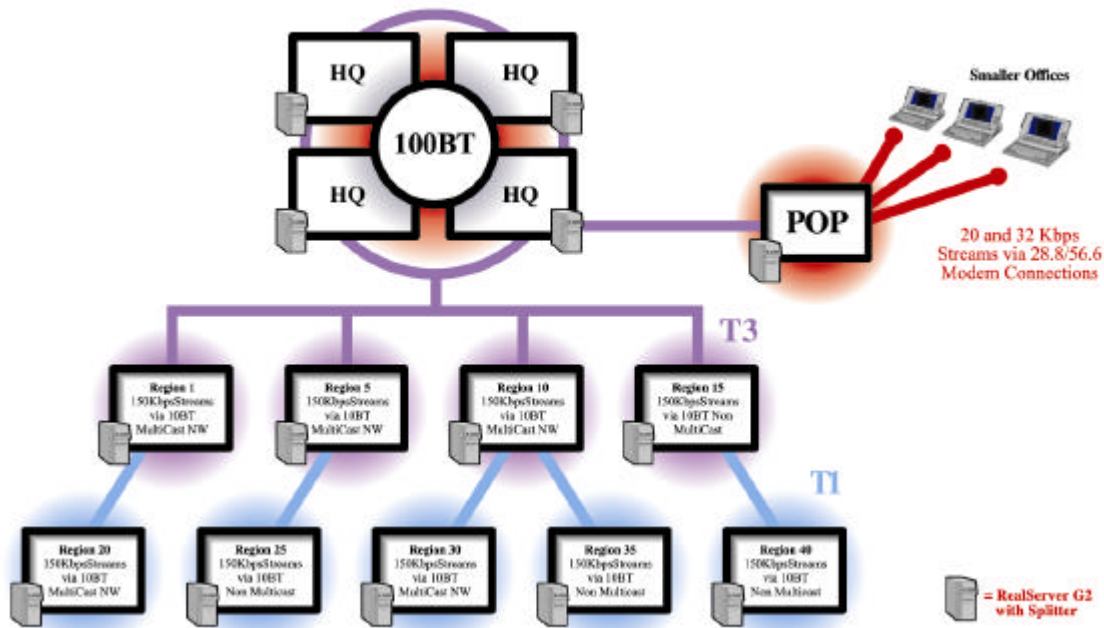 HQ
HQ
100BT
HQ
HQ
Smaller Offices
POP
20 and 32 Kbps
Streams via 28.8/56.6
Modem Connections
T3
Region 1
150KbpsStreams
via 10BT
MultiCast NW
Region 5
150KbpsStreams
via 10BT
MultiCast NW
Region 10
150KbpsStreams
via 10BT
MultiCast NW
Region 15
150KbpsStreams
via 10BT Non
MultiCast
T1
Region 20
150KbpsStreams
via 10BT
MultiCast NW
Region 25
150KbpsStreams
via 10BT
Non Multicast
Region 30
150KbpsStreams
via 10BT
MultiCast NW
Region 35
150KbpsStreams
via 10BT
Non Multicast
Region 40
150KbpsStreams
via 10BT
Non Multicast
= RealServer G2
with Splitter